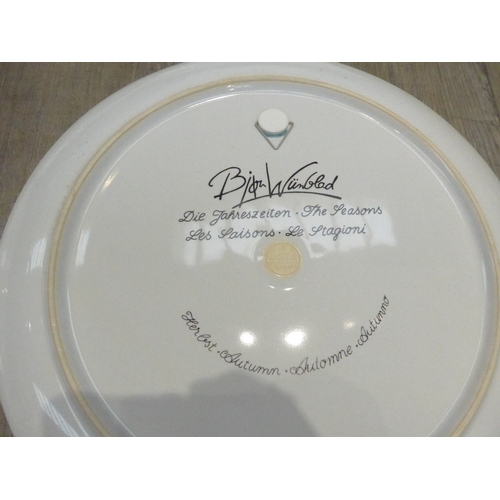 Bjørn Wiinblad
Die Jahreszeiten · The Seasons
Les Saisons · Le Stagioni
Herbst · Autumn · Automne · Autunno